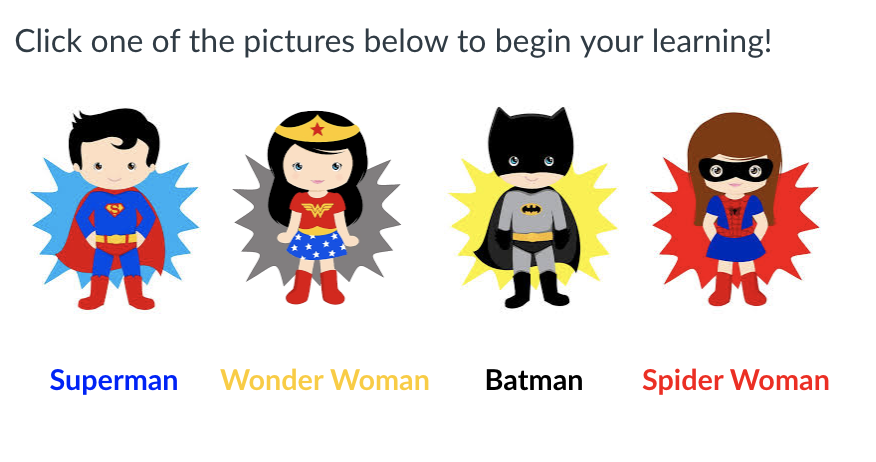 Click one of the pictures below to begin your learning!
Superman Wonder Woman Batman Spider Woman